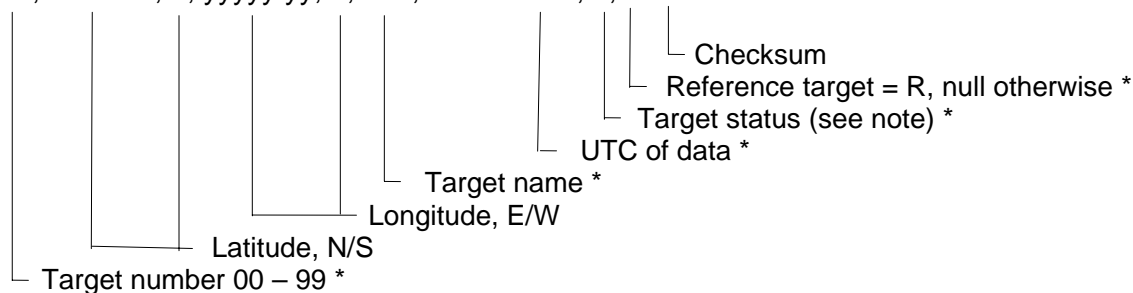 Checksum
Reference target = R, null otherwise *
Target status (see note) *
UTC of data *
Target name *
Longitude, E/W
Latitude, N/S
Target number 00 – 99 *